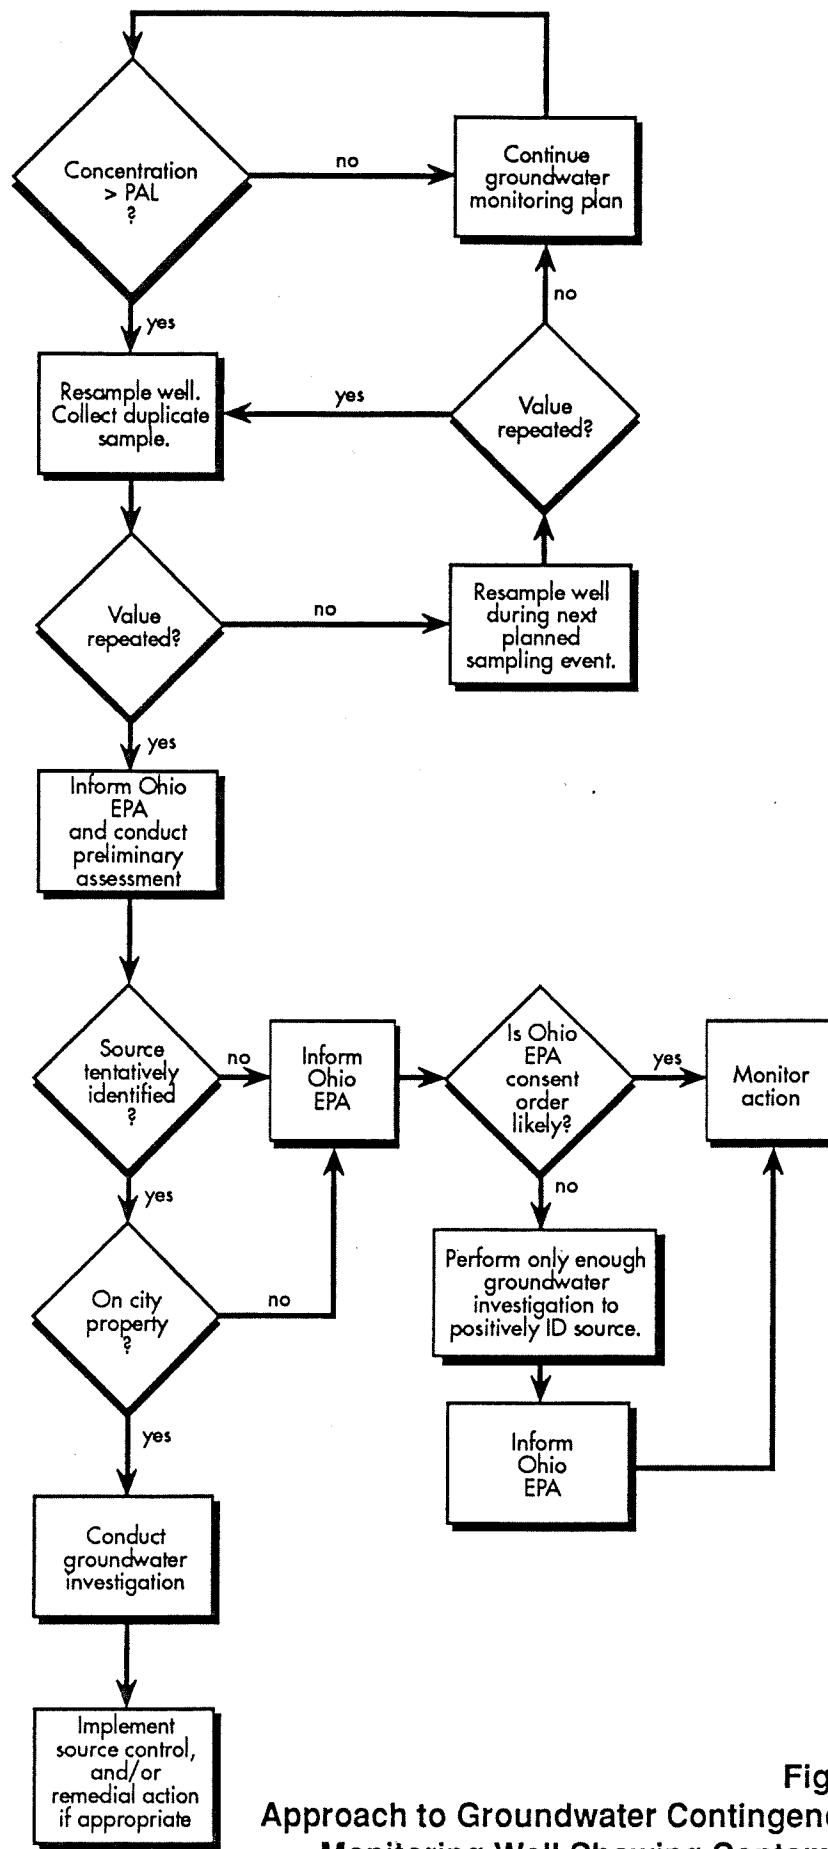 Concentration
> PAL
?
no
Continue
groundwater
monitoring plan
no
yes
Resample well.
Collect duplicate
sample.
yes
Value
repeated?
Value
repeated?
no
Resample well
during next
planned
sampling event.
yes
Inform Ohio
EPA
and conduct
preliminary
assessment
Source
tentatively
identified
?
no
Inform
Ohio
EPA
Is Ohio
EPA
consent
order
likely?
yes
Monitor
action
yes
no
On city
property
?
no
Perform only enough
groundwater
investigation to
positively ID source.
yes
Inform
Ohio
EPA
Conduct
groundwater
investigation
Implement
source control,
and/or
remedial action
if appropriate
Fig
Approach to Groundwater Contingenc
Monitoring Well Showing